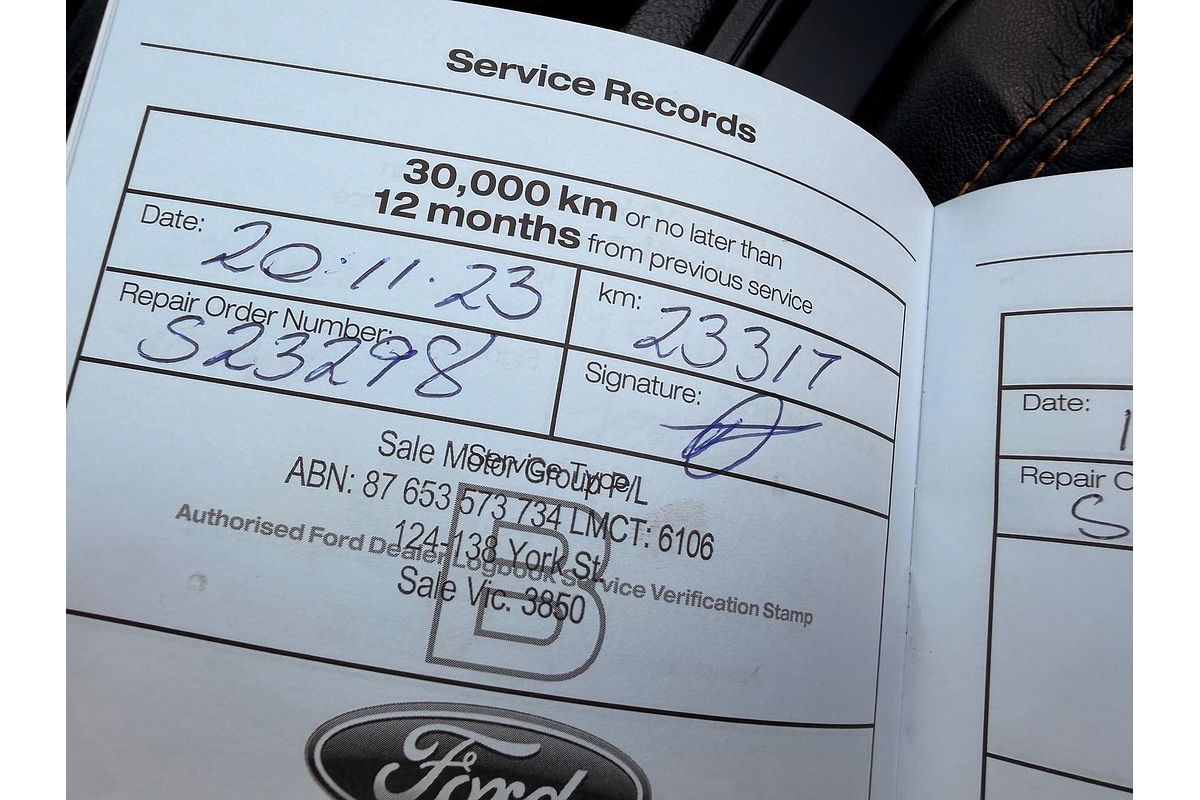 Service Records
30,000 km or no later than
12 months from previous service
Date: 20.11.23
km: 23317
Repair Order Number:
S23298
Signature:
Service Type
Sale Motor Group P/L
ABN: 87 653 573 734 LMCT: 6106
B
124-138 York St
Authorised Ford Dealer Logbook Service Verification Stamp
Sale Vic. 3850
Ford
Date: 1
Repair O
S